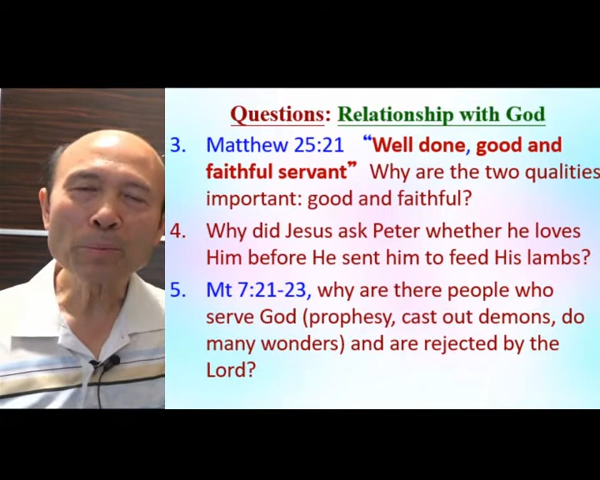 Questions: Relationship with God
3. Matthew 25:21 “Well done, good and
faithful servant” Why are the two qualities
important: good and faithful?
4. Why did Jesus ask Peter whether he loves
Him before He sent him to feed His lambs?
5. Mt 7:21-23, why are there people who
serve God (prophesy, cast out demons, do
many wonders) and are rejected by the
Lord?